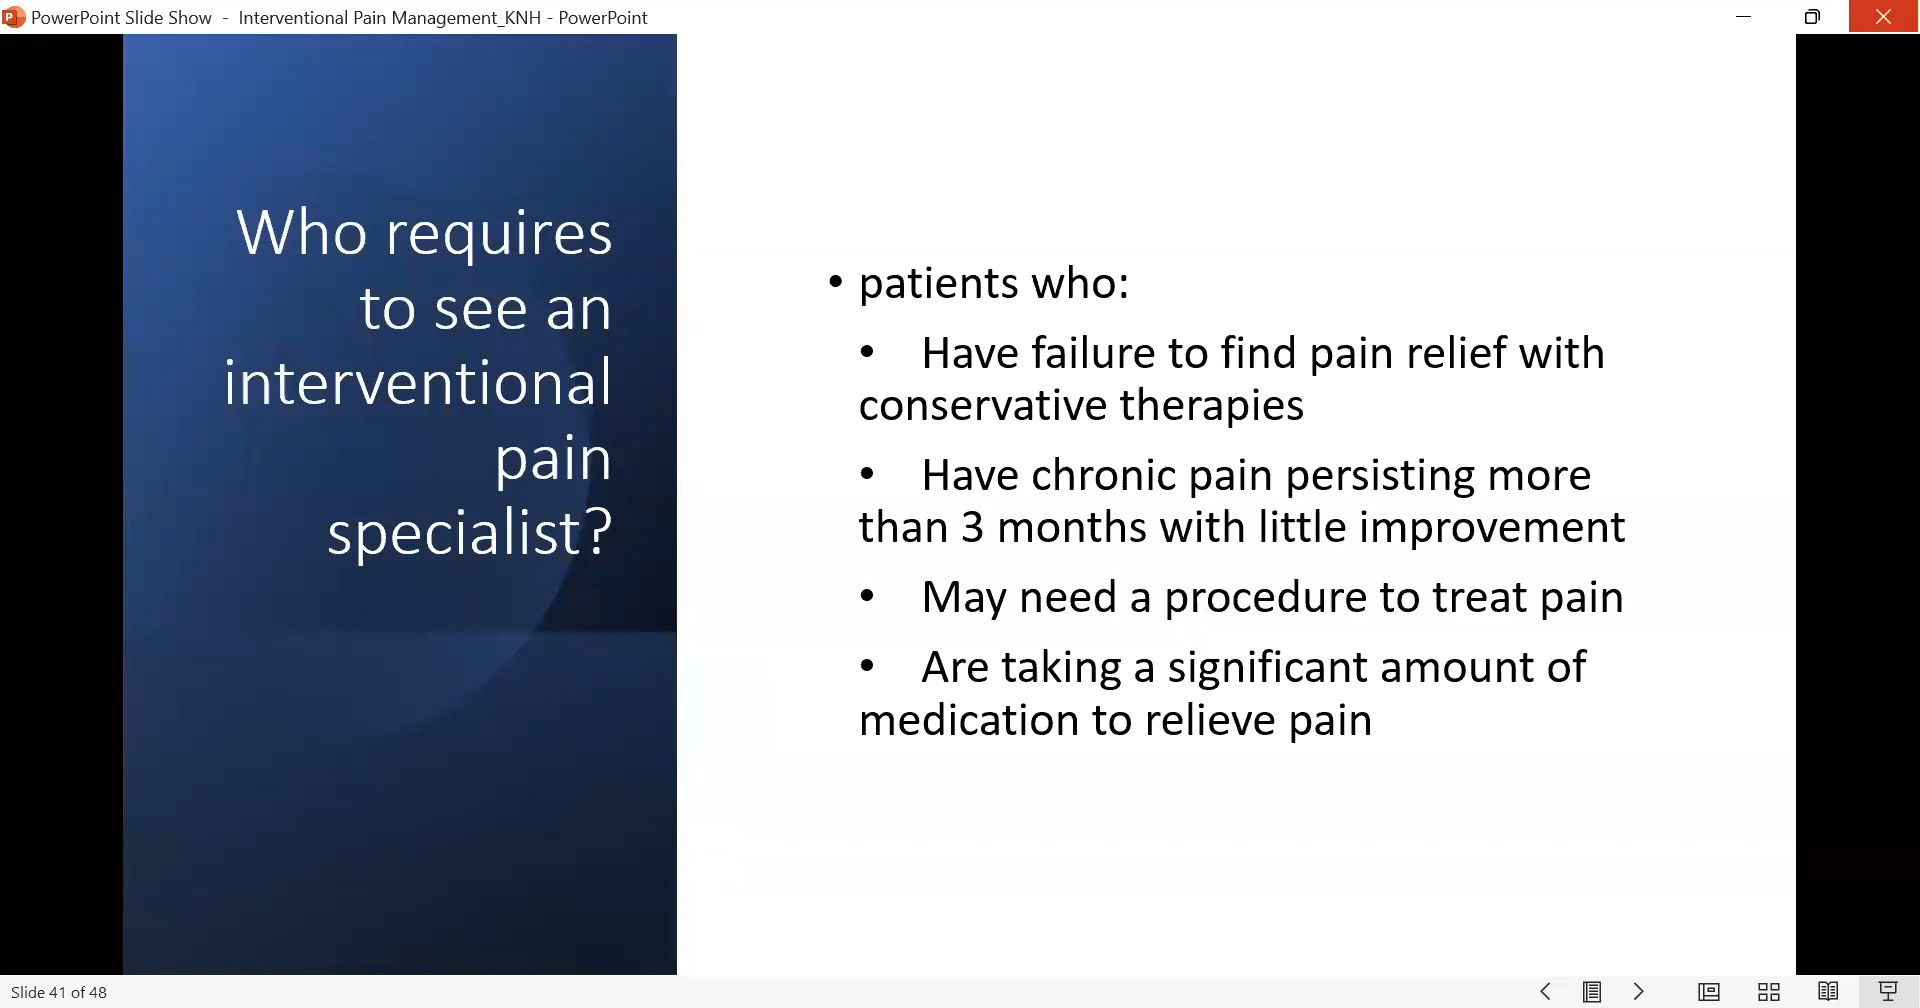 PowerPoint Slide Show - Interventional Pain Management_KNH - PowerPoint
Who requires
to see an
interventional
pain
specialist?
• patients who:
• Have failure to find pain relief with
conservative therapies
• Have chronic pain persisting more
than 3 months with little improvement
• May need a procedure to treat pain
• Are taking a significant amount of
medication to relieve pain
Slide 41 of 48